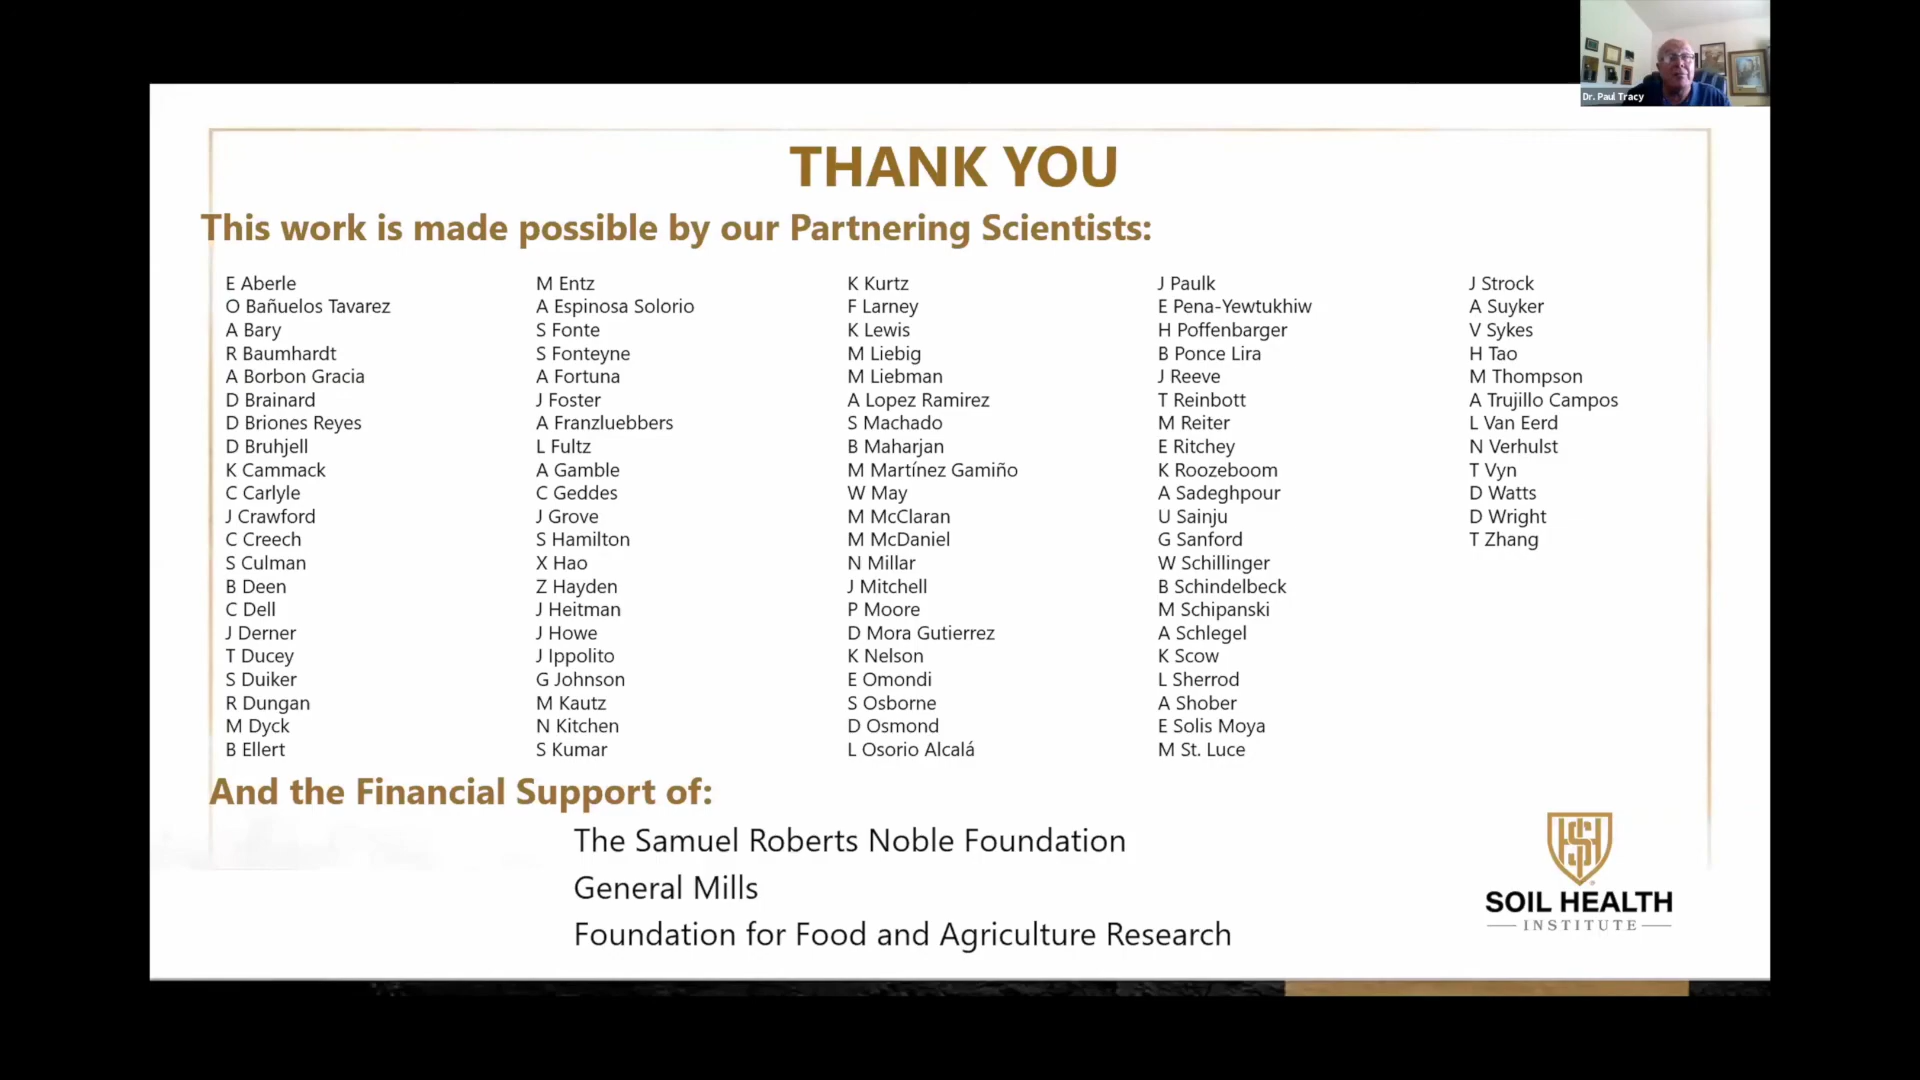 Dr. Paul Tracy
THANK YOU
This work is made possible by our Partnering Scientists:
E Aberle
O Bañuelos Tavarez
A Bary
R Baumhardt
A Borbon Gracia
D Brainard
D Briones Reyes
D Bruhjell
K Cammack
C Carlyle
J Crawford
C Creech
S Culman
B Deen
C Dell
J Derner
T Ducey
S Duiker
R Dungan
M Dyck
B Ellert
M Entz
A Espinosa Solorio
S Fonte
S Fonteyne
A Fortuna
J Foster
A Franzluebbers
L Fultz
A Gamble
C Geddes
J Grove
S Hamilton
X Hao
Z Hayden
J Heitman
J Howe
J Ippolito
G Johnson
M Kautz
N Kitchen
S Kumar
K Kurtz
F Larney
K Lewis
M Liebig
M Liebman
A Lopez Ramirez
S Machado
B Maharjan
M Martínez Gamiño
W May
M McClaran
M McDaniel
N Millar
J Mitchell
P Moore
D Mora Gutierrez
K Nelson
E Omondi
S Osborne
D Osmond
L Osorio Alcalá
J Paulk
E Pena-Yewtukhiw
H Poffenbarger
B Ponce Lira
J Reeve
T Reinbott
M Reiter
E Ritchey
K Roozeboom
A Sadeghpour
U Sainju
G Sanford
W Schillinger
B Schindelbeck
M Schipanski
A Schlegel
K Scow
L Sherrod
A Shober
E Solis Moya
M St. Luce
J Strock
A Suyker
V Sykes
H Tao
M Thompson
A Trujillo Campos
L Van Eerd
N Verhulst
T Vyn
D Watts
D Wright
T Zhang
And the Financial Support of:
The Samuel Roberts Noble Foundation
General Mills
Foundation for Food and Agriculture Research
SOIL HEALTH
INSTITUTE